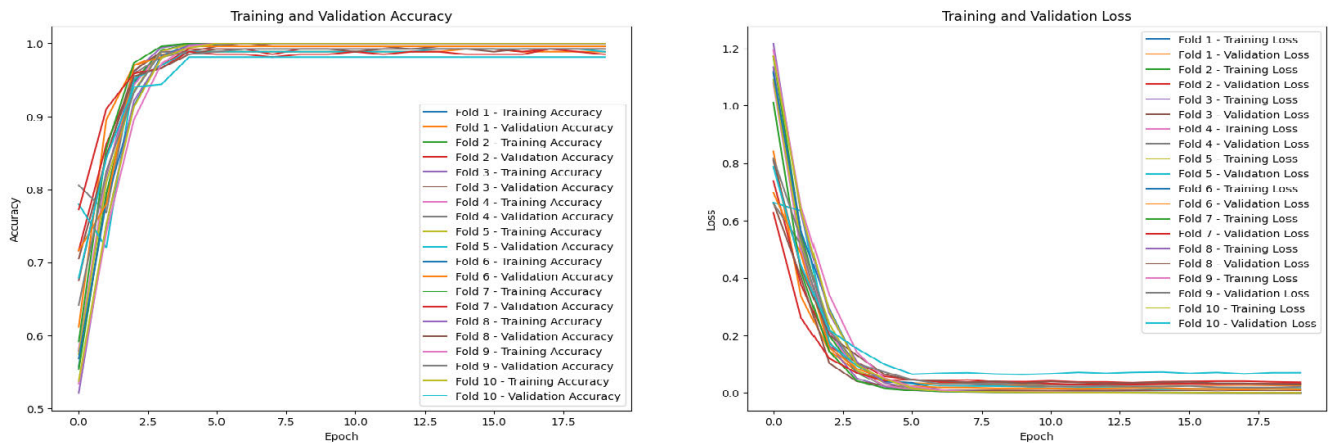 Training and Validation Accuracy
1.0
0.9
0.8
0.7
0.6
0.5
Accuracy
Fold 1 - Training Accuracy
Fold 1 - Validation Accuracy
Fold 2 - Training Accuracy
Fold 2 - Validation Accuracy
Fold 3 - Training Accuracy
Fold 3 - Validation Accuracy
Fold 4 - Training Accuracy
Fold 4 - Validation Accuracy
Fold 5 - Training Accuracy
Fold 5 - Validation Accuracy
Fold 6 - Training Accuracy
Fold 6 - Validation Accuracy
Fold 7 - Training Accuracy
Fold 7 - Validation Accuracy
Fold 8 - Training Accuracy
Fold 8 - Validation Accuracy
Fold 9 - Training Accuracy
Fold 9 - Validation Accuracy
Fold 10 - Training Accuracy
Fold 10 - Validation Accuracy
0.0 2.5 5.0 7.5 10.0 12.5 15.0 17.5
Epoch
Training and Validation Loss
1.2
1.0
0.8
0.6
0.4
0.2
0.0
Loss
Fold 1 - Training Loss
Fold 1 - Validation Loss
Fold 2 - Training Loss
Fold 2 - Validation Loss
Fold 3 - Training Loss
Fold 3 - Validation Loss
Fold 4 - Training Loss
Fold 4 - Validation Loss
Fold 5 - Training Loss
Fold 5 - Validation Loss
Fold 6 - Training Loss
Fold 6 - Validation Loss
Fold 7 - Training Loss
Fold 7 - Validation Loss
Fold 8 - Training Loss
Fold 8 - Validation Loss
Fold 9 - Training Loss
Fold 9 - Validation Loss
Fold 10 - Training Loss
Fold 10 - Validation Loss
0.0 2.5 5.0 7.5 10.0 12.5 15.0 17.5
Epoch